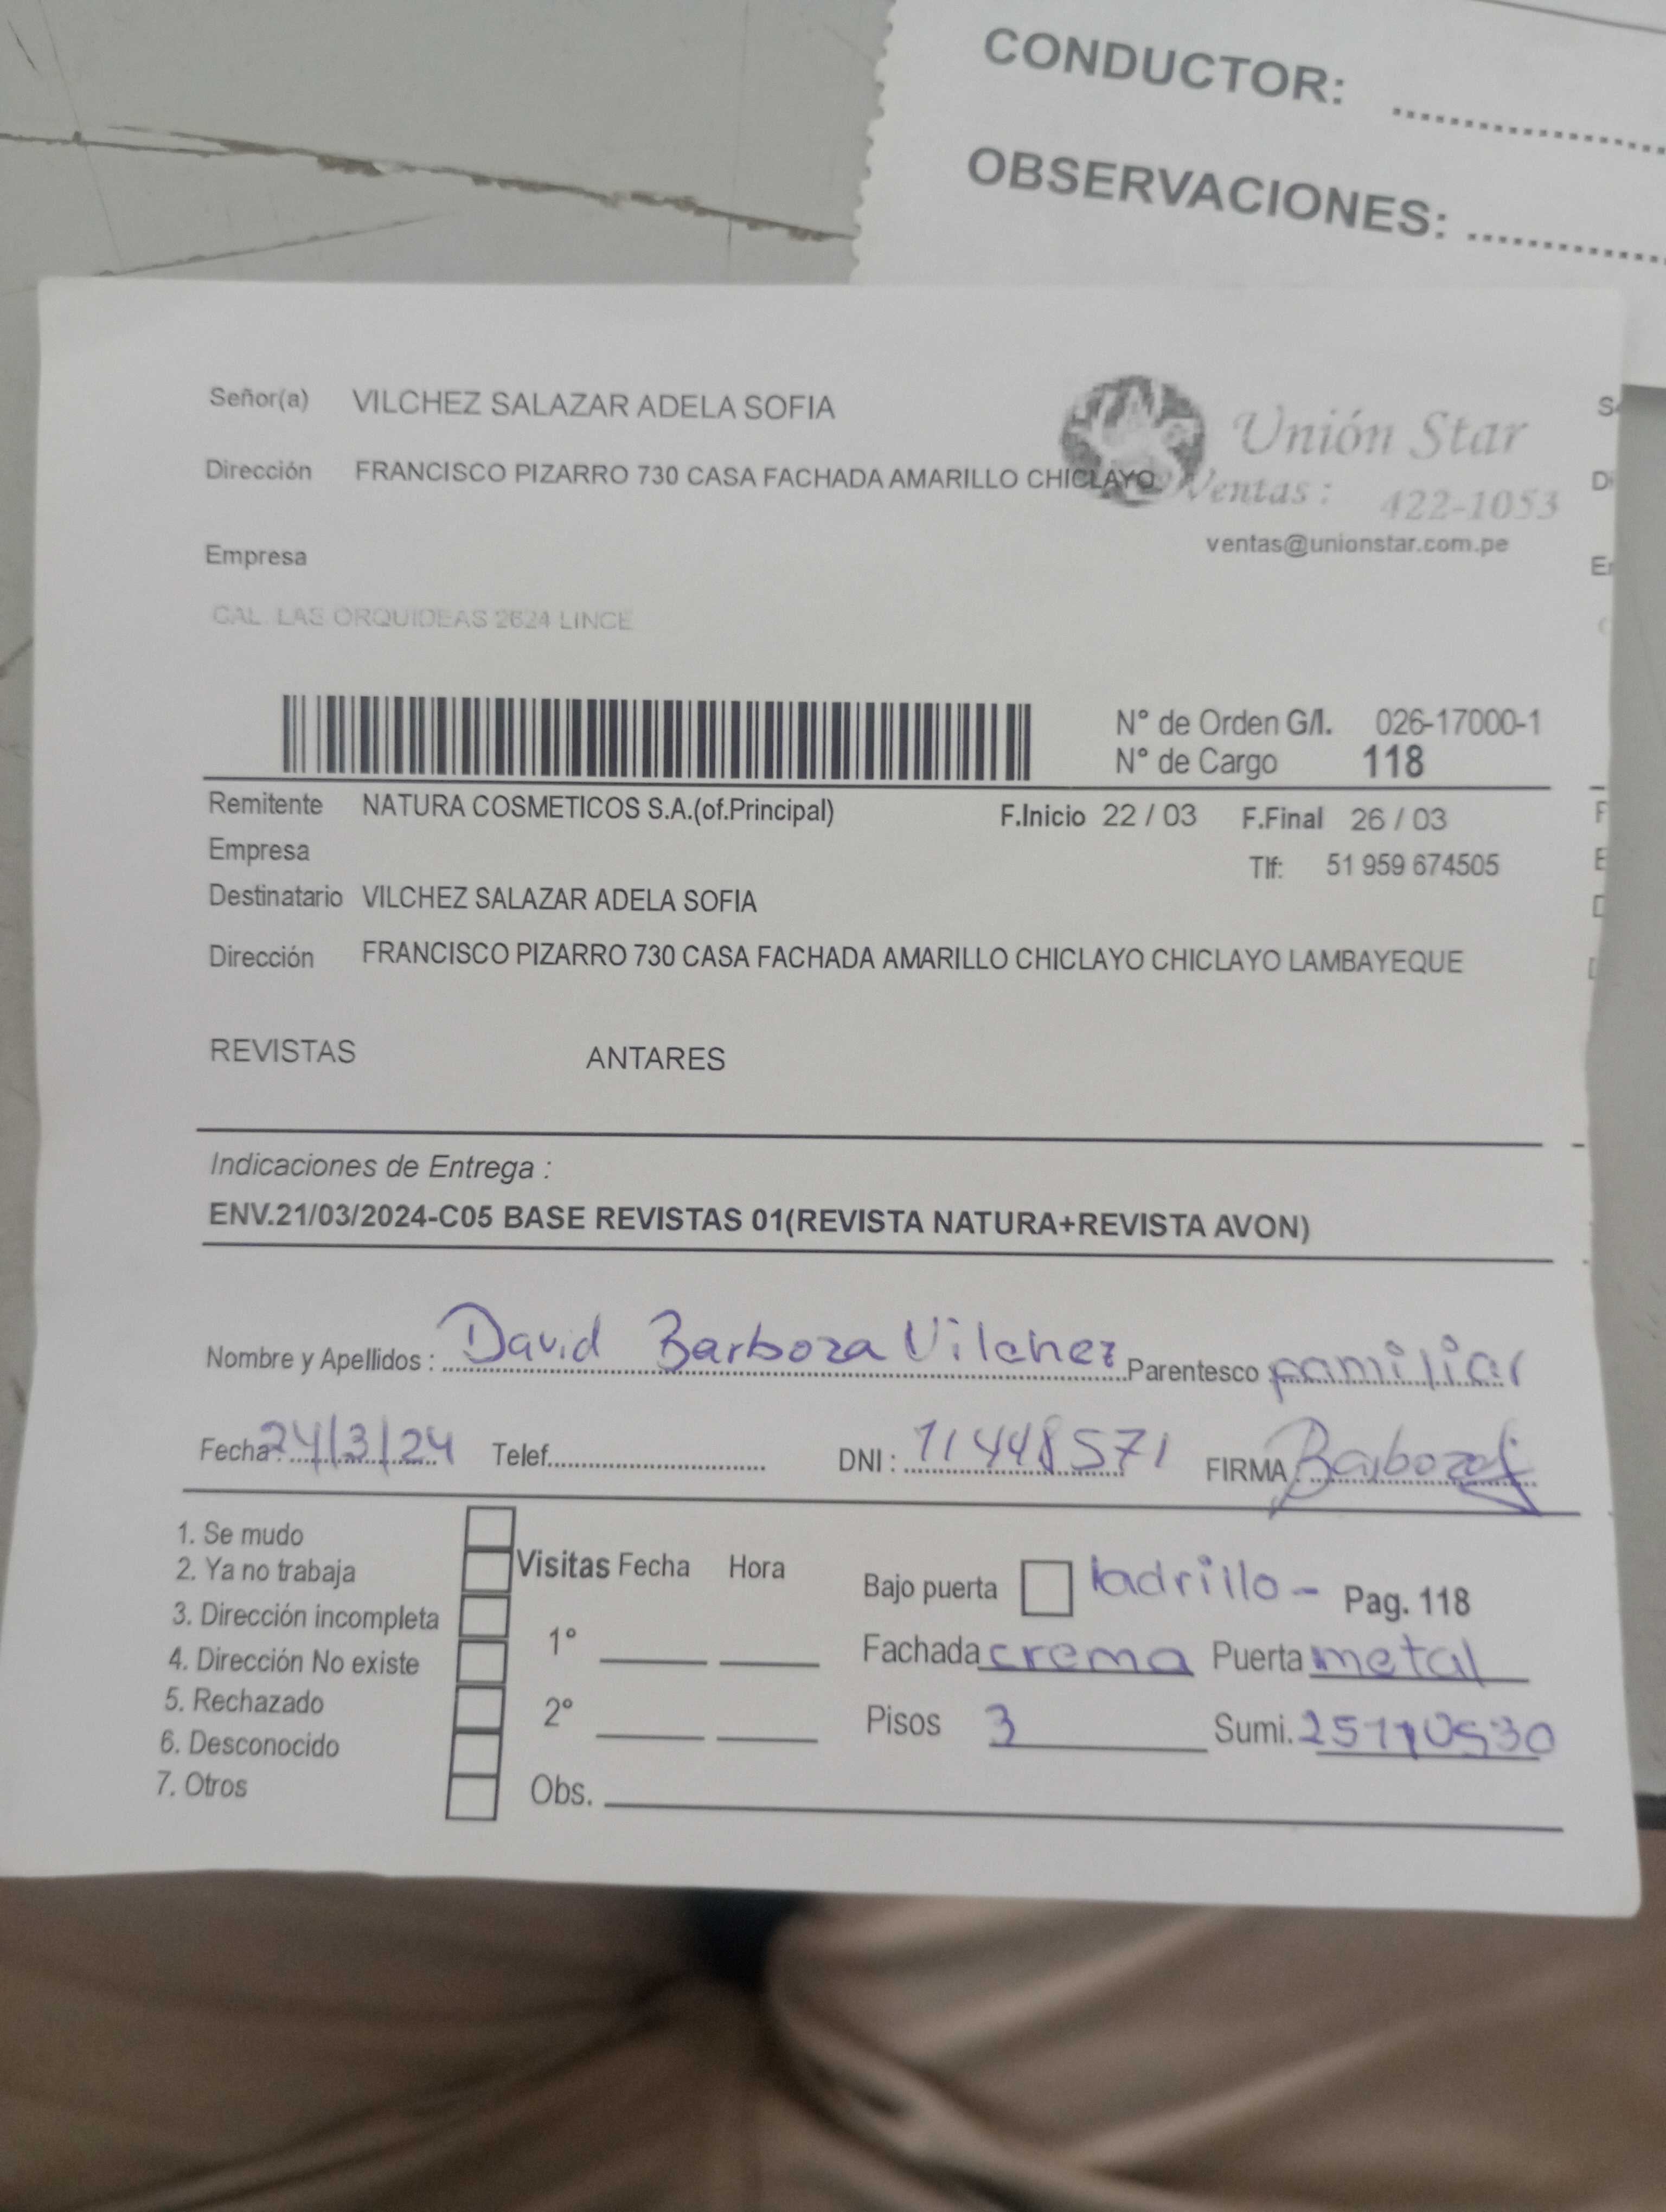 CONDUCTOR: ..................
OBSERVACIONES: ..............
Señor(a) VILCHEZ SALAZAR ADELA SOFIA
Unión Star
Dirección FRANCISCO PIZARRO 730 CASA FACHADA AMARILLO CHICLAYO
Ventas : 422-1053
ventas@unionstar.com.pe
Empresa
CAL. LAS ORQUIDEAS 2624 LINCE
N° de Orden G/I. 026-17000-1
N° de Cargo 118
Remitente NATURA COSMETICOS S.A.(of.Principal) F.Inicio 22 / 03 F.Final 26 / 03
Empresa
Tlf: 51 959 674505
Destinatario VILCHEZ SALAZAR ADELA SOFIA
Dirección FRANCISCO PIZARRO 730 CASA FACHADA AMARILLO CHICLAYO CHICLAYO LAMBAYEQUE
REVISTAS ANTARES
Indicaciones de Entrega :
ENV.21/03/2024-C05 BASE REVISTAS 01(REVISTA NATURA+REVISTA AVON)
Nombre y Apellidos : David Barboza Vilchez Parentesco familiar
Fecha: 24/3/24 Telef. DNI : 71448571 FIRMA : Barboza
1. Se mudo
2. Ya no trabaja
3. Dirección incompleta
4. Dirección No existe
5. Rechazado
6. Desconocido
7. Otros
Visitas Fecha Hora
1°
2°
Obs.
Bajo puerta ladrillo - Pag. 118
Fachada crema Puerta metal
Pisos 3 Sumi.